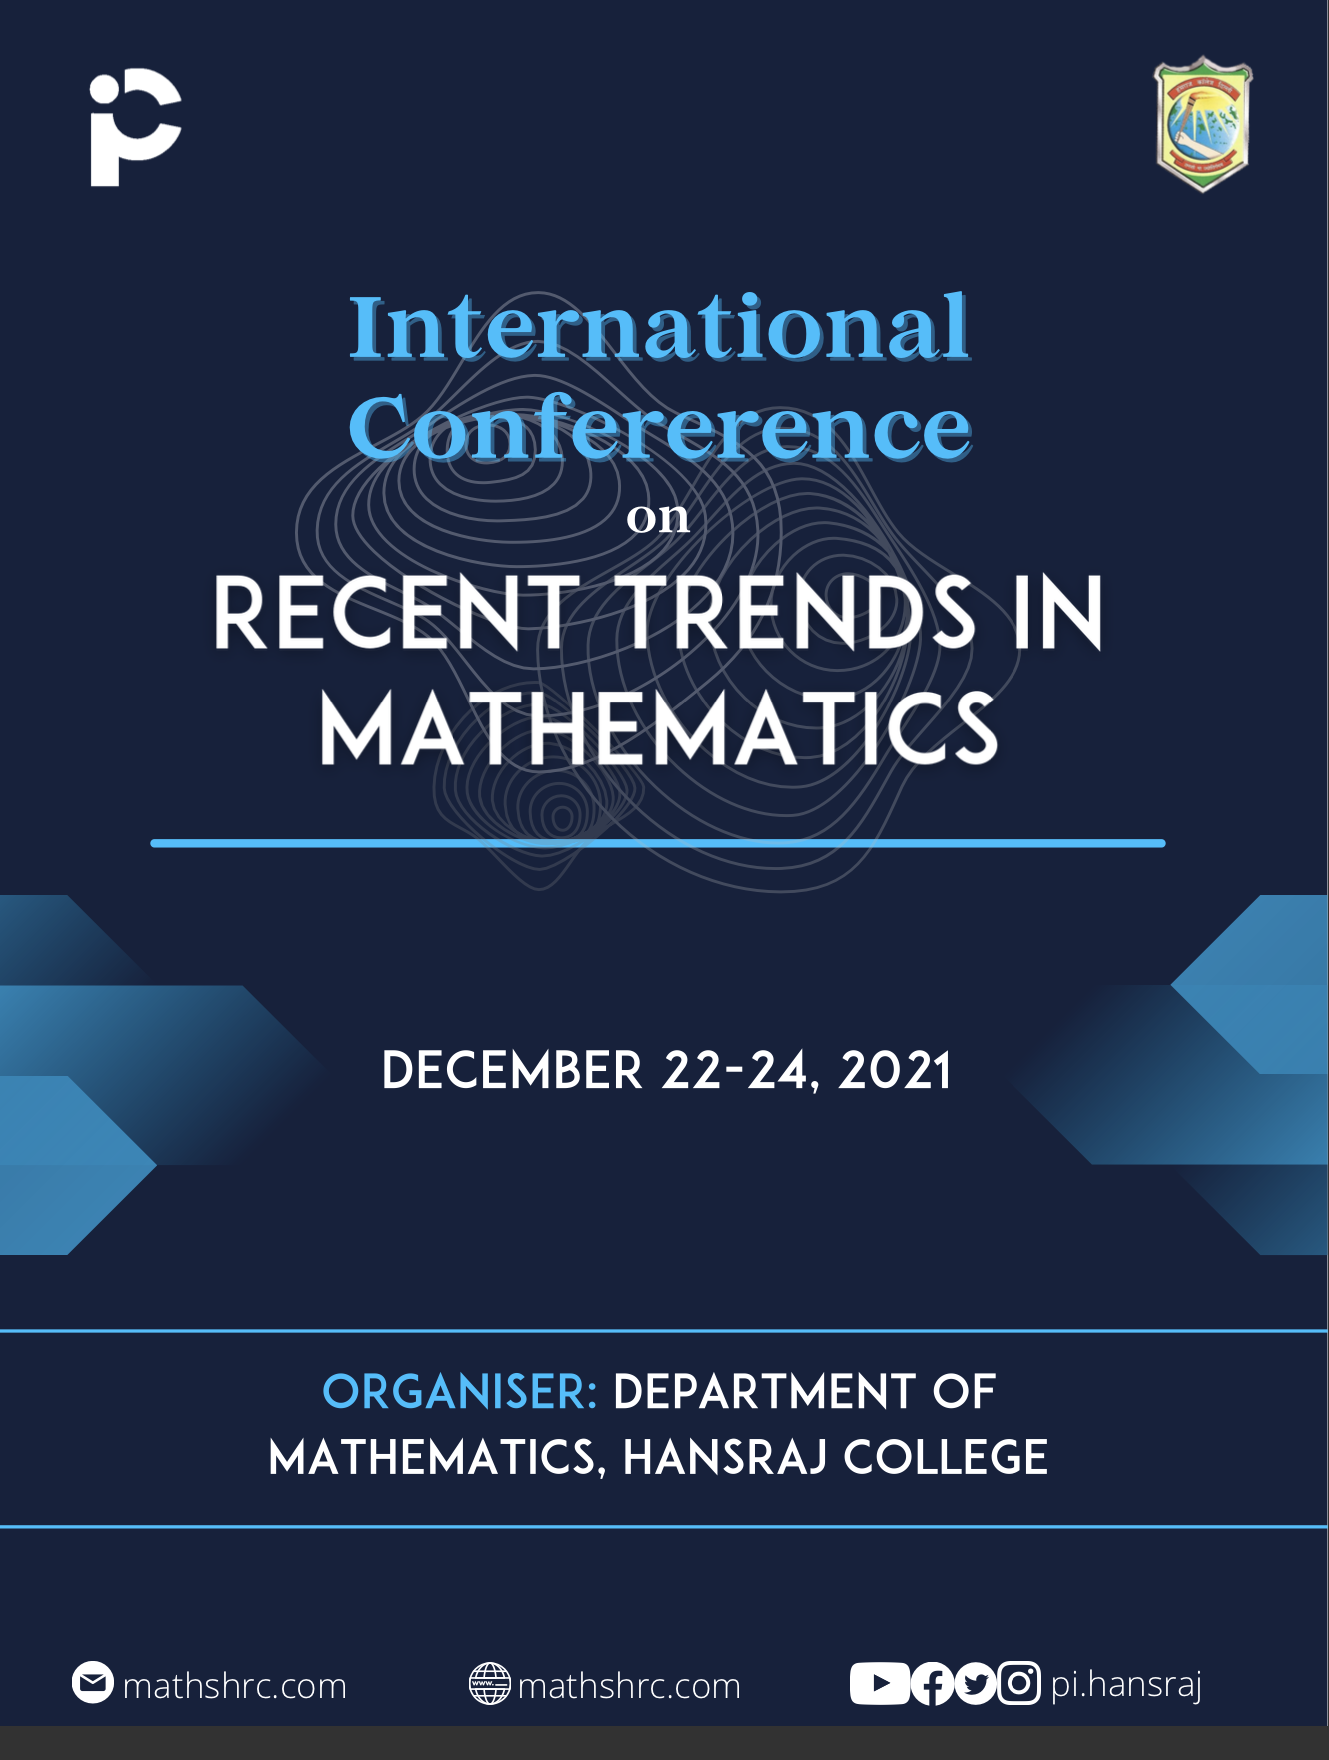 International
Confererence
on
RECENT TRENDS IN
MATHEMATICS
DECEMBER 22-24, 2021
ORGANISER: DEPARTMENT OF
MATHEMATICS, HANSRAJ COLLEGE
mathshrc.com
www.
mathshrc.com
pi.hansraj